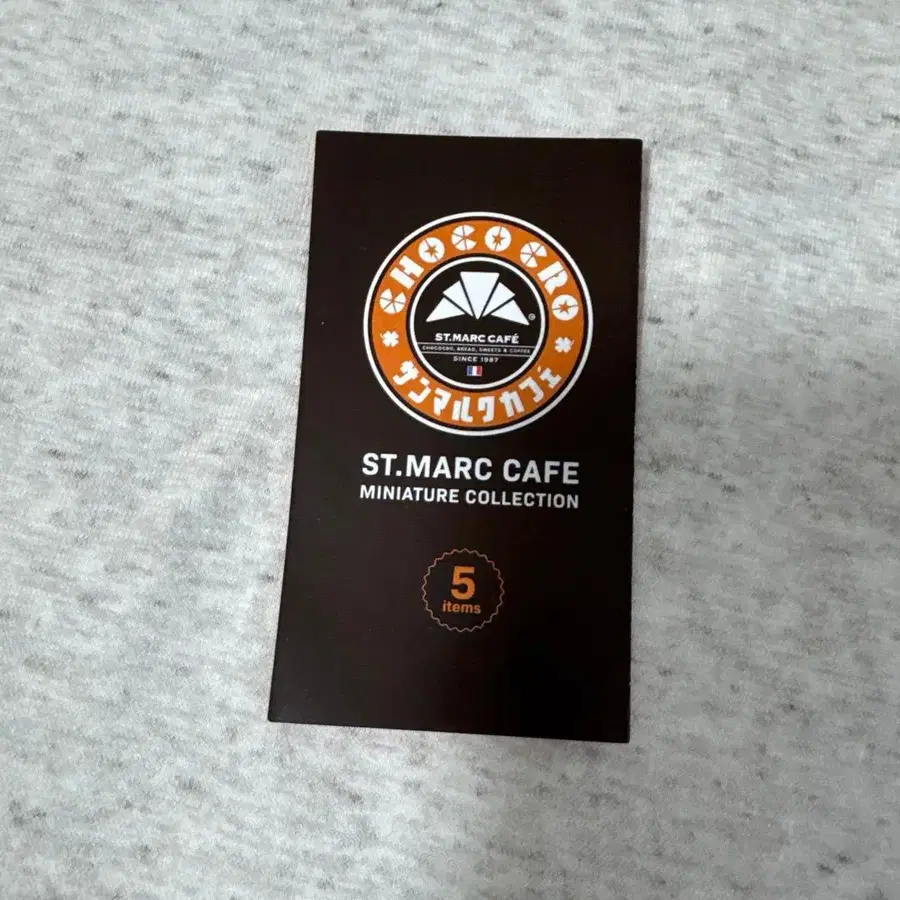 CHOCOCRO
ST.MARC CAFÉ
CHOCOCRO, BREAD, SWEETS & COFFEE
SINCE 1987
サンマルクカフェ
ST.MARC CAFE
MINIATURE COLLECTION
5
items